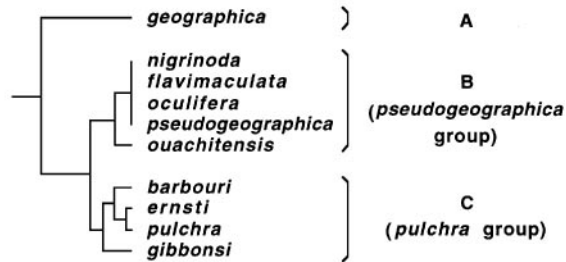 geographica
A
nigrinoda
flavimaculata
oculifera
pseudogeographica
ouachitensis
B
(pseudogeographica
group)
barbouri
ernsti
pulchra
gibbonsi
C
(pulchra group)